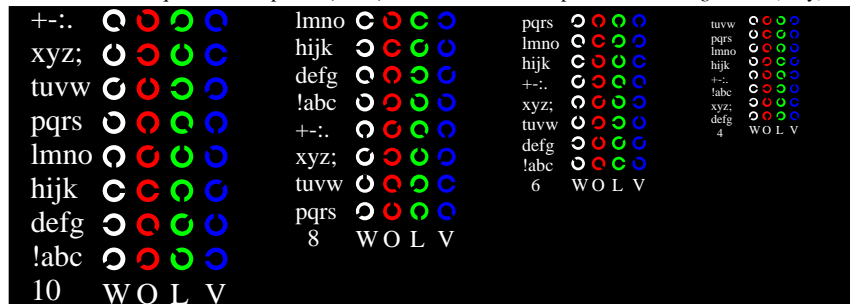 +-:.
xyz;
tuvw
pqrs
lmno
hijk
defg
!abc
10 W O L V
lmno
hijk
defg
!abc
+-:.
xyz;
tuvw
pqrs
8 W O L V
pqrs
lmno
hijk
+-:.
xyz;
tuvw
defg
!abc
6 W O L V
tuvw
pqrs
lmno
hijk
+-:.
!abc
xyz;
defg
4 W O L V